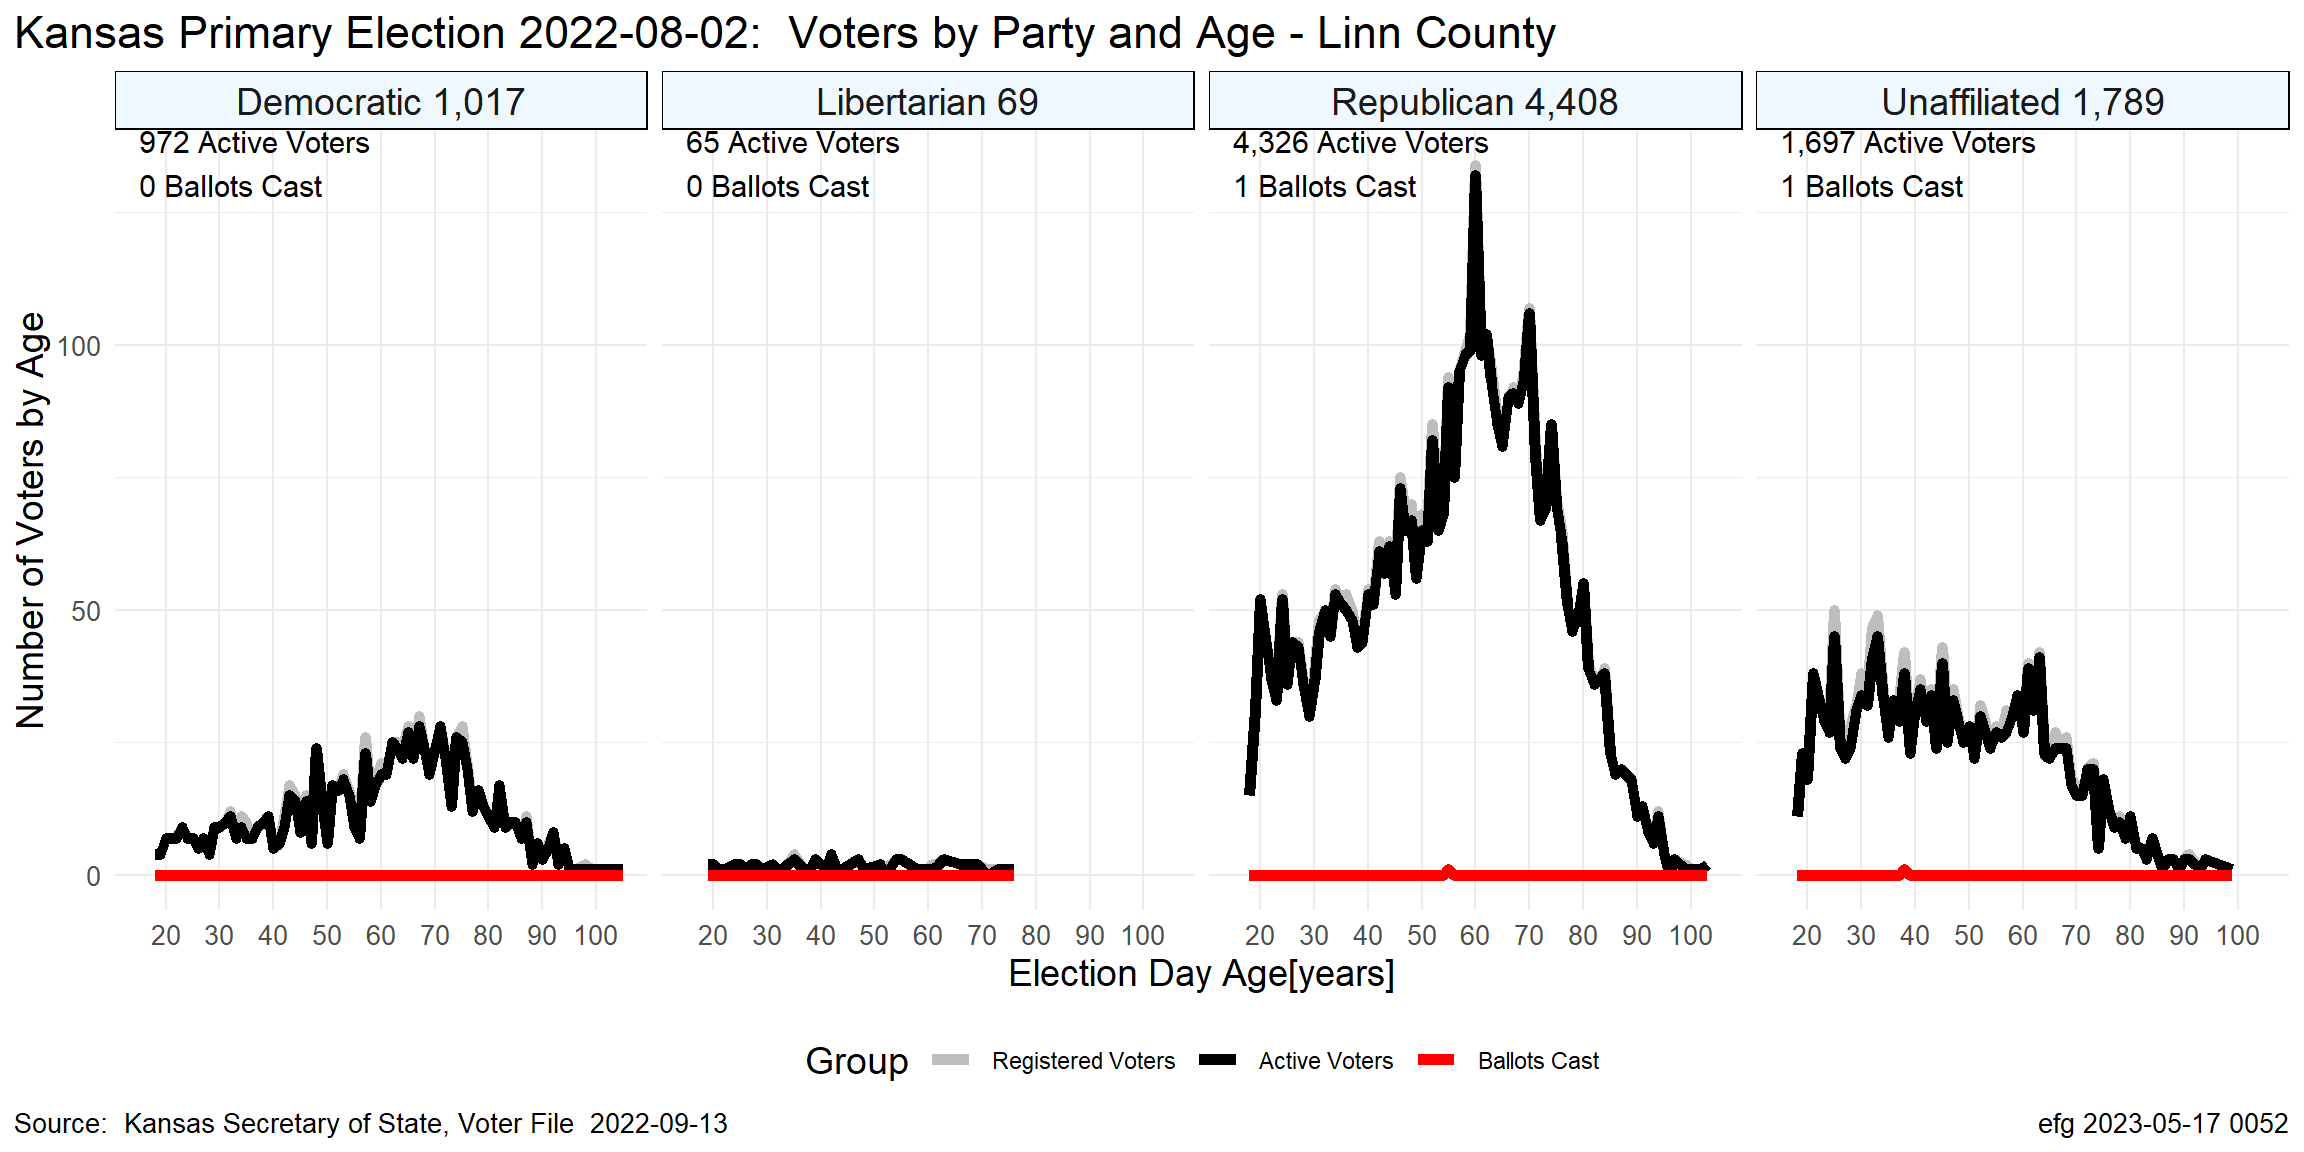 Kansas Primary Election 2022-08-02:  Voters by Party and Age - Linn County
Democratic 1,017
Libertarian 69
Republican 4,408
Unaffiliated 1,789
972 Active Voters
0 Ballots Cast
65 Active Voters
0 Ballots Cast
4,326 Active Voters
1 Ballots Cast
1,697 Active Voters
1 Ballots Cast
Number of Voters by Age
100
50
0
20 30 40 50 60 70 80 90 100
20 30 40 50 60 70 80 90 100
20 30 40 50 60 70 80 90 100
20 30 40 50 60 70 80 90 100
Election Day Age[years]
Group Registered Voters Active Voters Ballots Cast
Source:  Kansas Secretary of State, Voter File  2022-09-13
efg 2023-05-17 0052